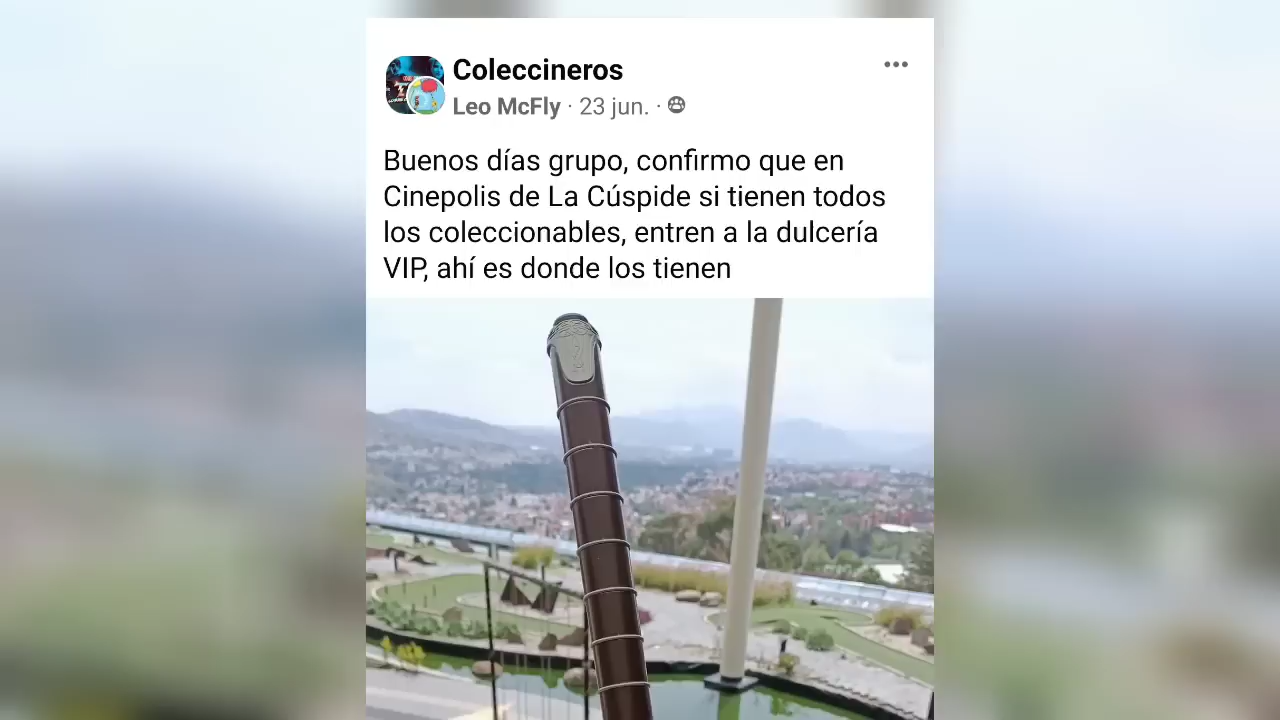 Coleccineros
Leo McFly · 23 jun. ·
Buenos días grupo, confirmo que en
Cinepolis de La Cúspide si tienen todos
los coleccionables, entren a la dulcería
VIP, ahí es donde los tienen